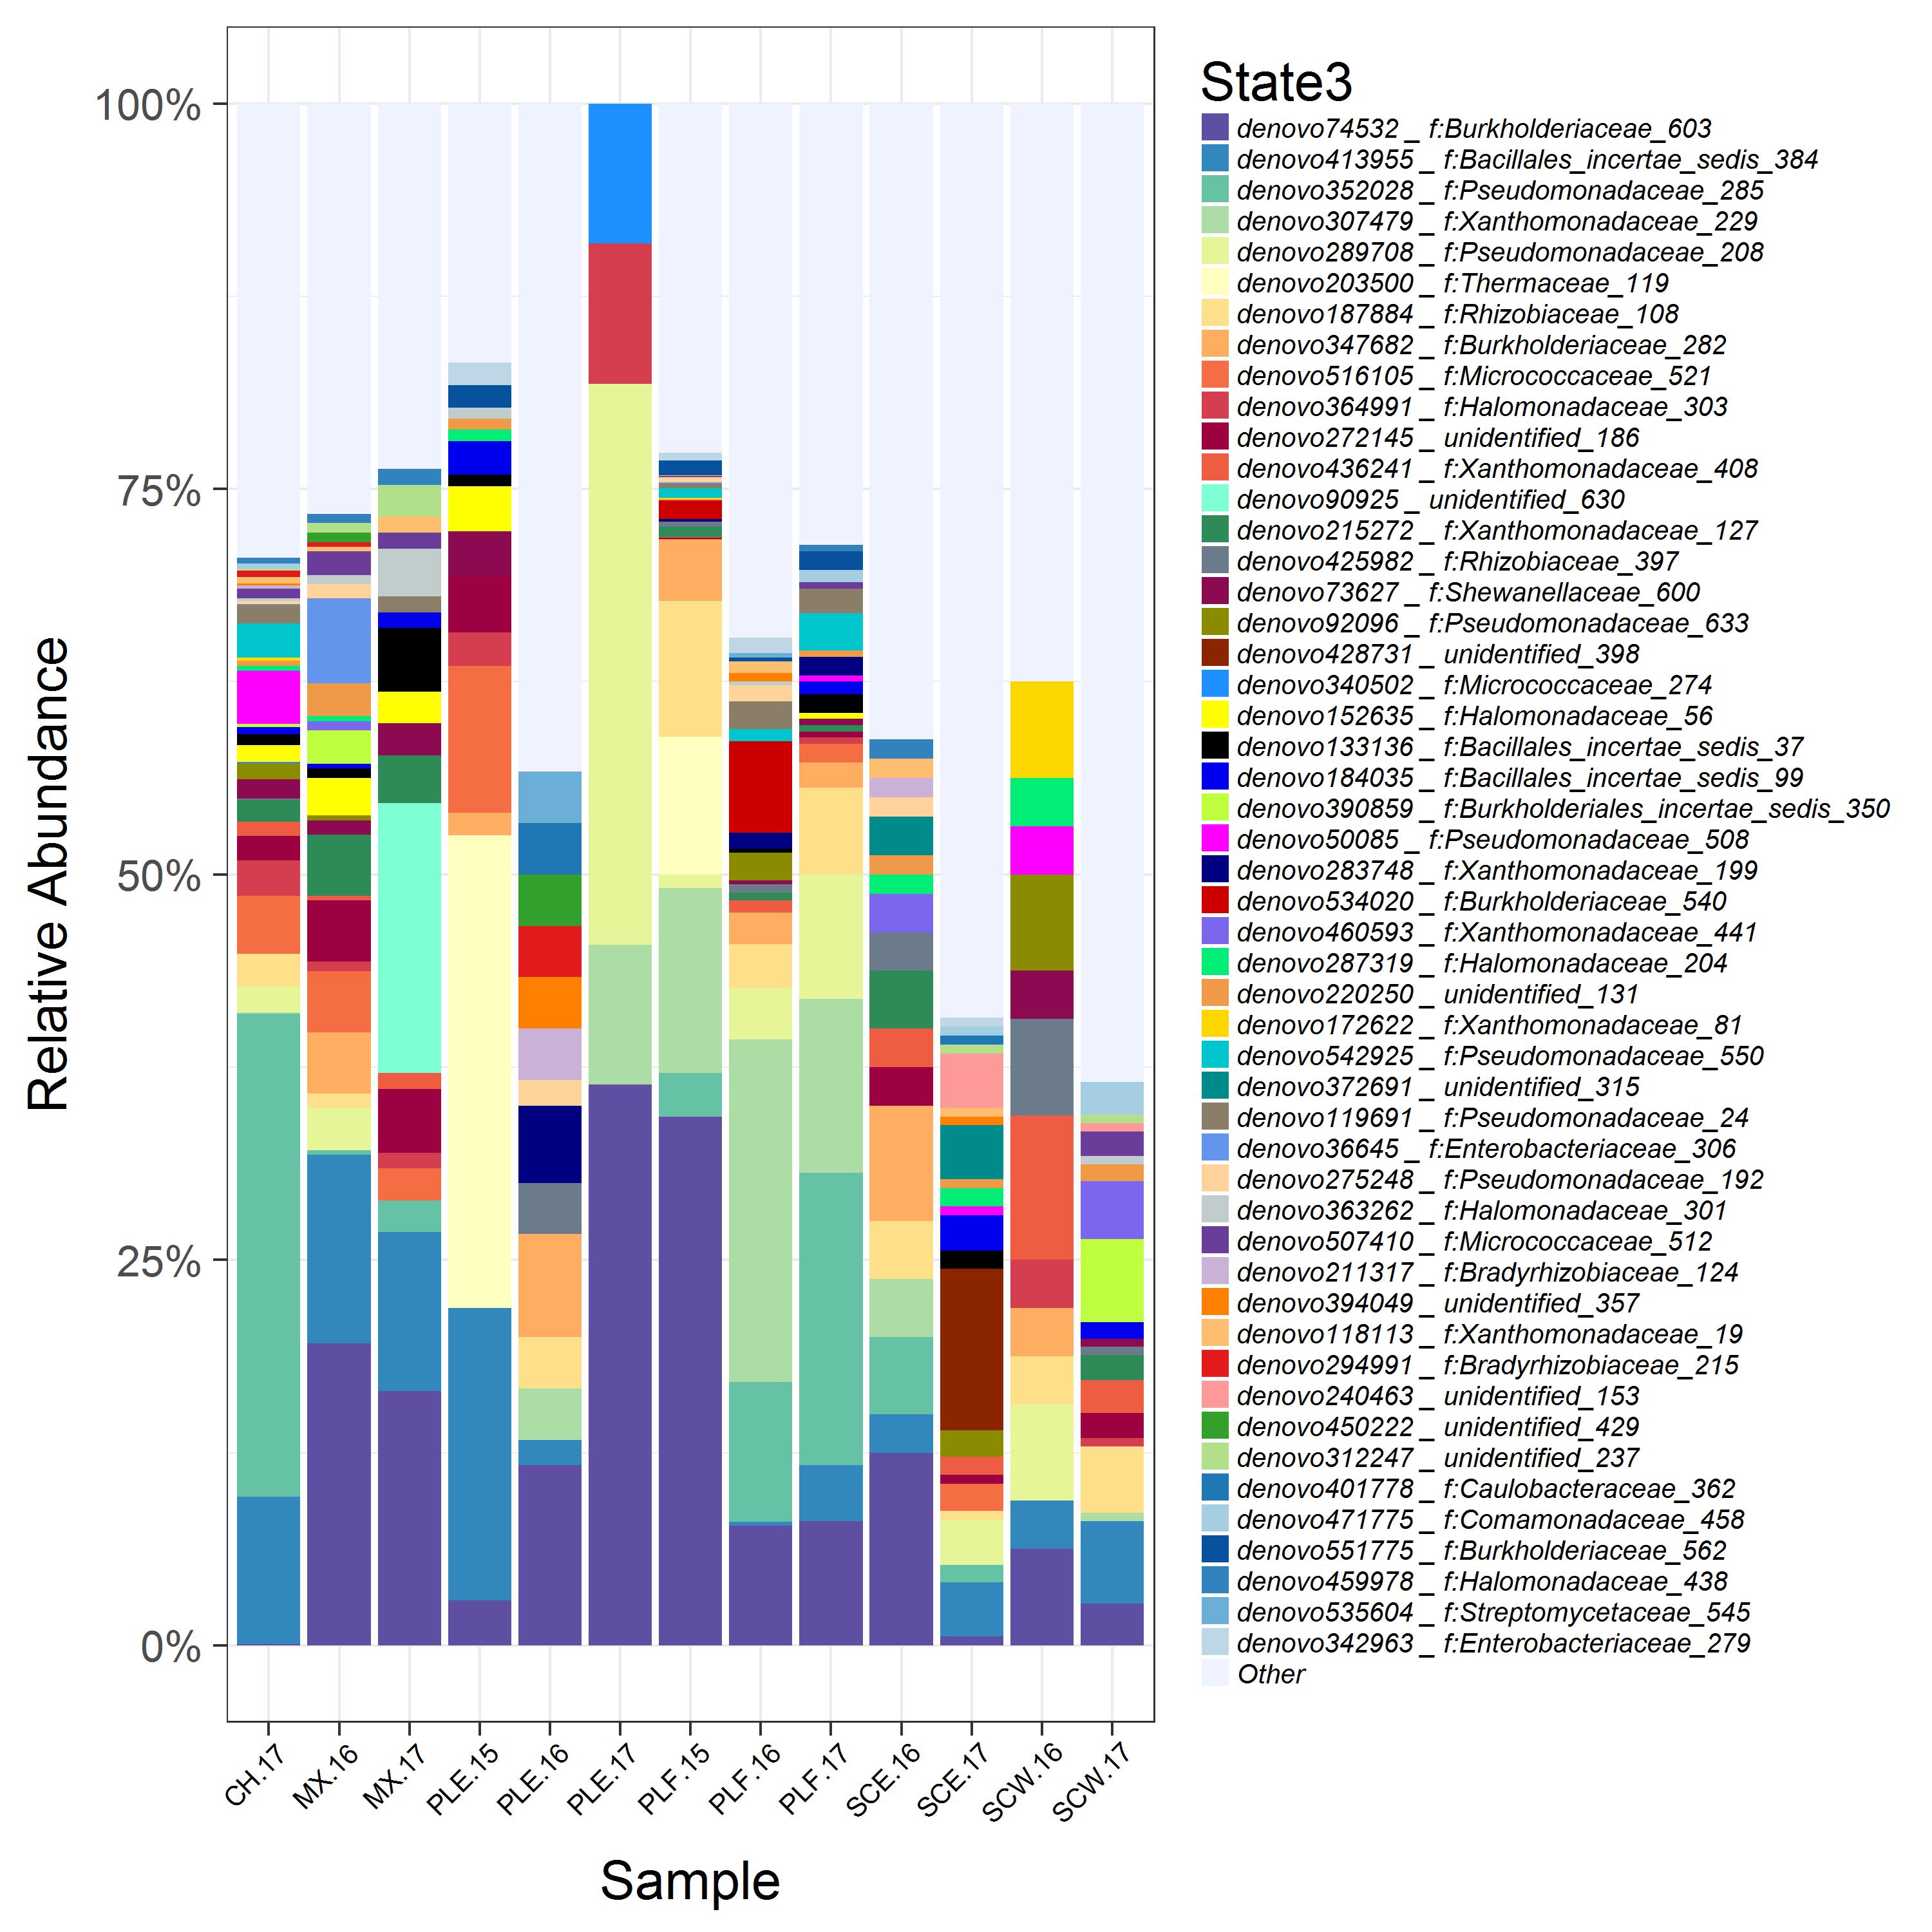 State3
100%
75%
50%
25%
0%
Relative Abundance
CH.17
MX.16
MX.17
PLE.15
PLE.16
PLE.17
PLF.15
PLF.16
PLF.17
SCE.16
SCE.17
SCW.16
SCW.17
Sample
denovo74532 _ f:Burkholderiaceae_603
denovo413955 _ f:Bacillales_incertae_sedis_384
denovo352028 _ f:Pseudomonadaceae_285
denovo307479 _ f:Xanthomonadaceae_229
denovo289708 _ f:Pseudomonadaceae_208
denovo203500 _ f:Thermaceae_119
denovo187884 _ f:Rhizobiaceae_108
denovo347682 _ f:Burkholderiaceae_282
denovo516105 _ f:Micrococcaceae_521
denovo364991 _ f:Halomonadaceae_303
denovo272145 _ unidentified_186
denovo436241 _ f:Xanthomonadaceae_408
denovo90925 _ unidentified_630
denovo215272 _ f:Xanthomonadaceae_127
denovo425982 _ f:Rhizobiaceae_397
denovo73627 _ f:Shewanellaceae_600
denovo92096 _ f:Pseudomonadaceae_633
denovo428731 _ unidentified_398
denovo340502 _ f:Micrococcaceae_274
denovo152635 _ f:Halomonadaceae_56
denovo133136 _ f:Bacillales_incertae_sedis_37
denovo184035 _ f:Bacillales_incertae_sedis_99
denovo390859 _ f:Burkholderiales_incertae_sedis_350
denovo50085 _ f:Pseudomonadaceae_508
denovo283748 _ f:Xanthomonadaceae_199
denovo534020 _ f:Burkholderiaceae_540
denovo460593 _ f:Xanthomonadaceae_441
denovo287319 _ f:Halomonadaceae_204
denovo220250 _ unidentified_131
denovo172622 _ f:Xanthomonadaceae_81
denovo542925 _ f:Pseudomonadaceae_550
denovo372691 _ unidentified_315
denovo119691 _ f:Pseudomonadaceae_24
denovo36645 _ f:Enterobacteriaceae_306
denovo275248 _ f:Pseudomonadaceae_192
denovo363262 _ f:Halomonadaceae_301
denovo507410 _ f:Micrococcaceae_512
denovo211317 _ f:Bradyrhizobiaceae_124
denovo394049 _ unidentified_357
denovo118113 _ f:Xanthomonadaceae_19
denovo294991 _ f:Bradyrhizobiaceae_215
denovo240463 _ unidentified_153
denovo450222 _ unidentified_429
denovo312247 _ unidentified_237
denovo401778 _ f:Caulobacteraceae_362
denovo471775 _ f:Comamonadaceae_458
denovo551775 _ f:Burkholderiaceae_562
denovo459978 _ f:Halomonadaceae_438
denovo535604 _ f:Streptomycetaceae_545
denovo342963 _ f:Enterobacteriaceae_279
Other